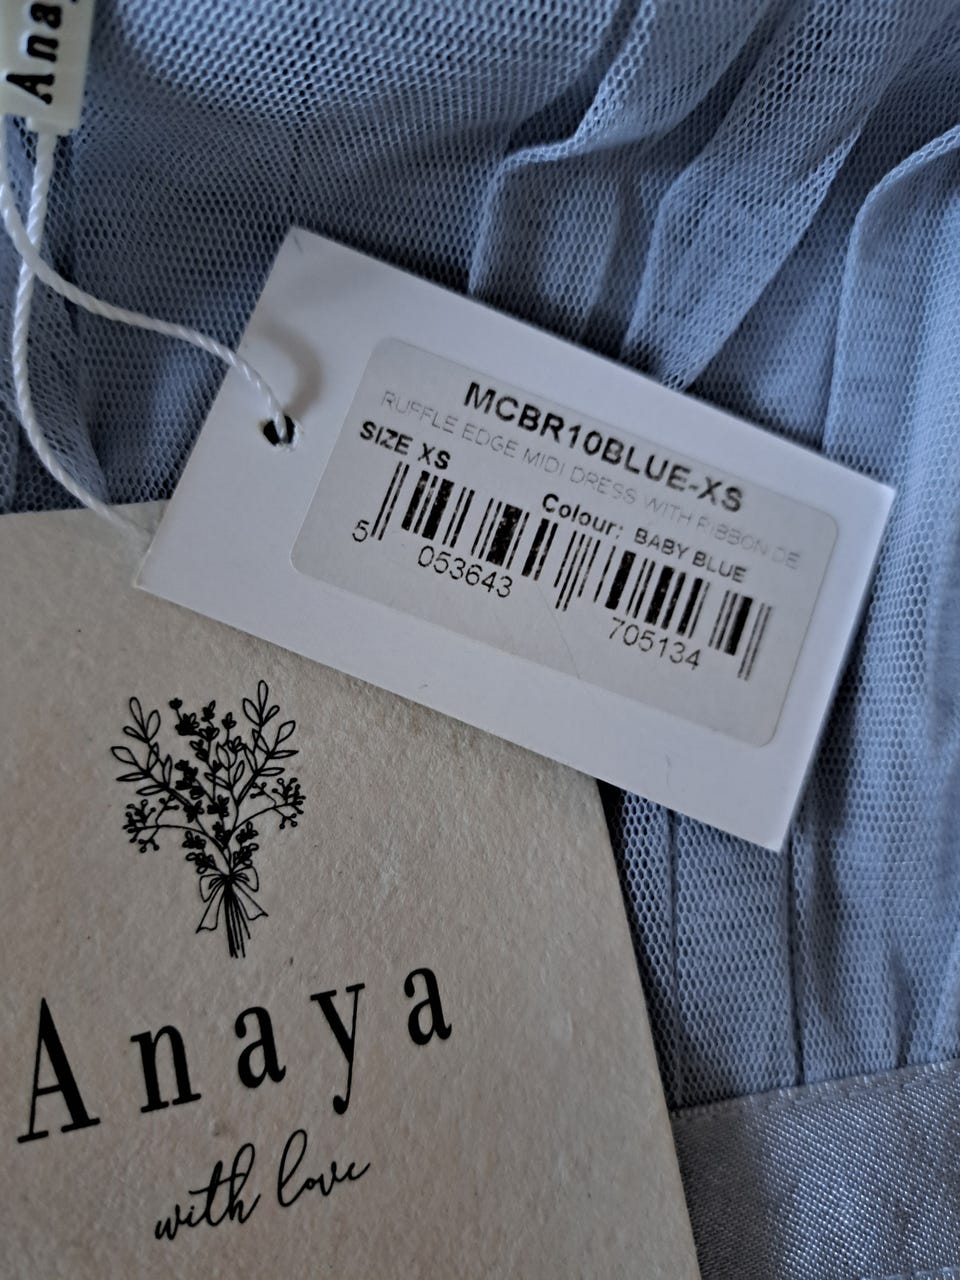 Ana
MCBR10BLUE-XS
RUFFLE EDGE MIDI DRESS WITH RIBBON DE
SIZE XS
Colour: BABY BLUE
5 053643 705134
Anaya
with love